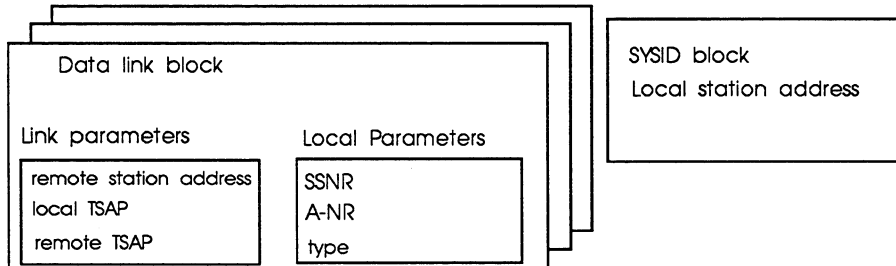 Data link block
Link parameters
remote station address
local TSAP
remote TSAP
Local Parameters
SSNR
A-NR
type
SYSID block
Local station address